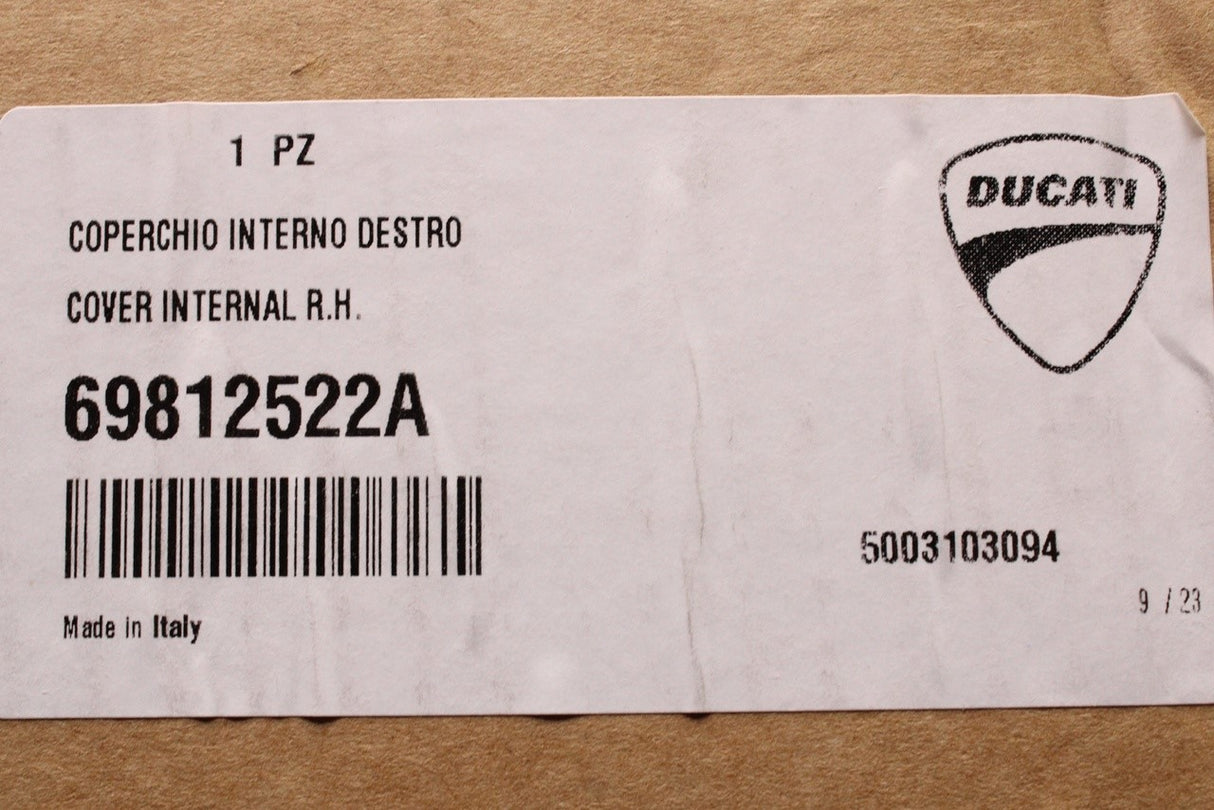 1 PZ
DUCATI
COPERCHIO INTERNO DESTRO
COVER INTERNAL R.H.
69812522A
5003103094
9 / 23
Made in Italy